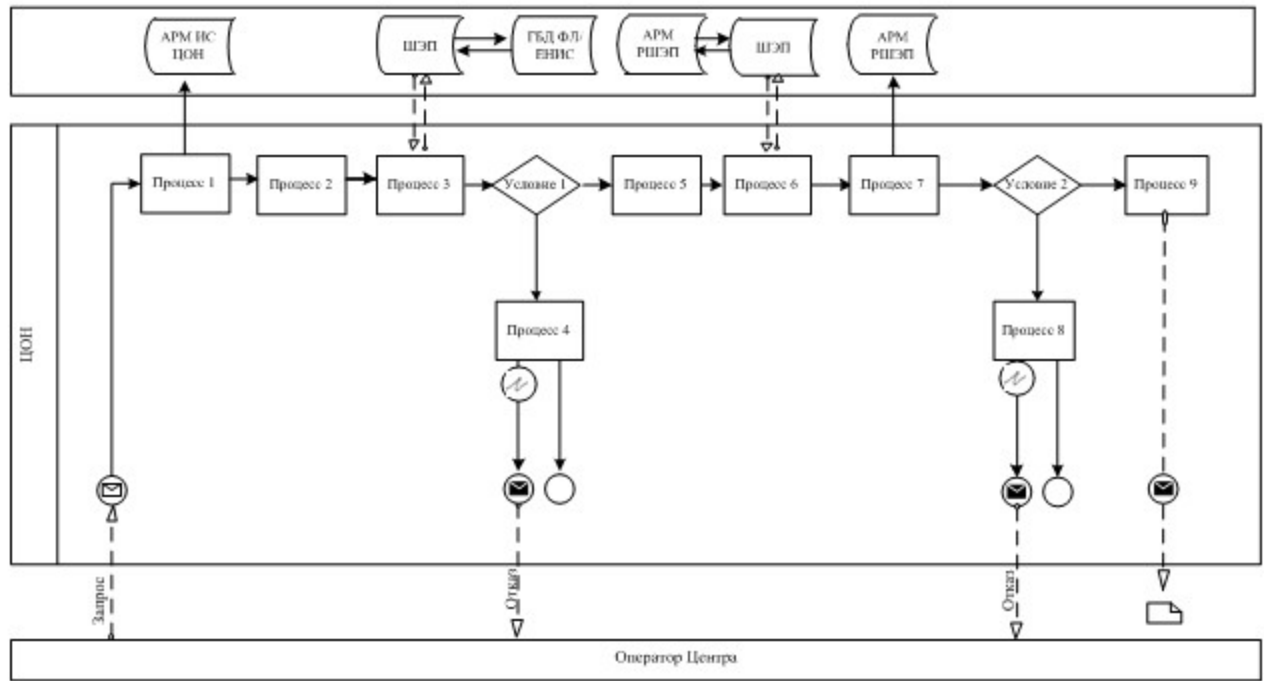 АРМ ИС
ЦОН
ШЭП
ГБД ФЛ/
ЕНИС
АРМ
РШЭП
ШЭП
АРМ
РШЭП
Процесс 1
Процесс 2
Процесс 3
Условие 1
Процесс 5
Процесс 6
Процесс 7
Условие 2
Процесс 9
ЦОН
Процесс 4
Процесс 8
Запрос
Отказ
Отказ
Оператор Центра